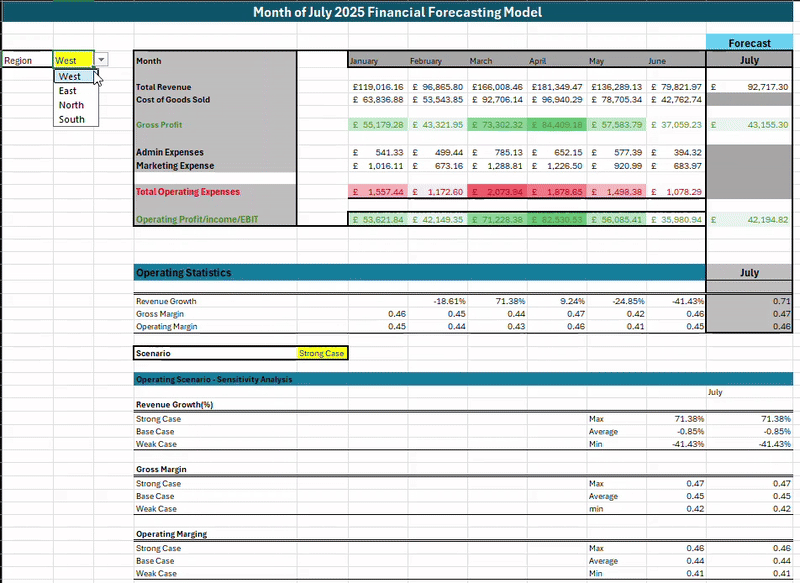 Month of July 2025 Financial Forecasting Model
Forecast
Region West Month January February March April May June July
West
East
North
South
Total Revenue £119,016.16 £ 96,865.80 £166,008.46 £181,349.47 £136,289.13 £ 79,821.97 £ 92,717.30
Cost of Goods Sold £ 63,836.88 £ 53,543.85 £ 92,706.14 £ 96,940.29 £ 78,705.34 £ 42,762.74
Gross Profit £ 55,179.28 £ 43,321.95 £ 73,302.32 £ 84,409.18 £ 57,583.79 £ 37,059.23 £ 43,155.30
Admin Expenses £ 541.33 £ 499.44 £ 785.13 £ 652.15 £ 577.39 £ 394.32
Marketing Expense £ 1,016.11 £ 673.16 £ 1,288.81 £ 1,226.50 £ 920.99 £ 683.97
Total Operating Expenses £ 1,557.44 £ 1,172.60 £ 2,073.94 £ 1,878.65 £ 1,498.38 £ 1,078.29
Operating Profit/income/EBIT £ 53,621.84 £ 42,149.35 £ 71,228.38 £ 82,530.53 £ 56,085.41 £ 35,980.94 £ 42,194.82
Operating Statistics July
Revenue Growth -18.61% 71.38% 9.24% -24.85% -41.43% 0.71
Gross Margin 0.46 0.45 0.44 0.47 0.42 0.46 0.47
Operating Margin 0.45 0.44 0.43 0.46 0.41 0.45 0.46
Scenario Strong Case
Operating Scenario - Sensitivity Analysis
July
Revenue Growth(%)
Strong Case Max 71.38% 71.38%
Base Case Average -0.85% -0.85%
Weak Case Min -41.43% -41.43%
Gross Margin
Strong Case Max 0.47 0.47
Base Case Average 0.45 0.45
Weak Case min 0.42 0.42
Operating Marging
Strong Case Max 0.46 0.46
Base Case Average 0.44 0.44
Weak Case Min 0.41 0.41